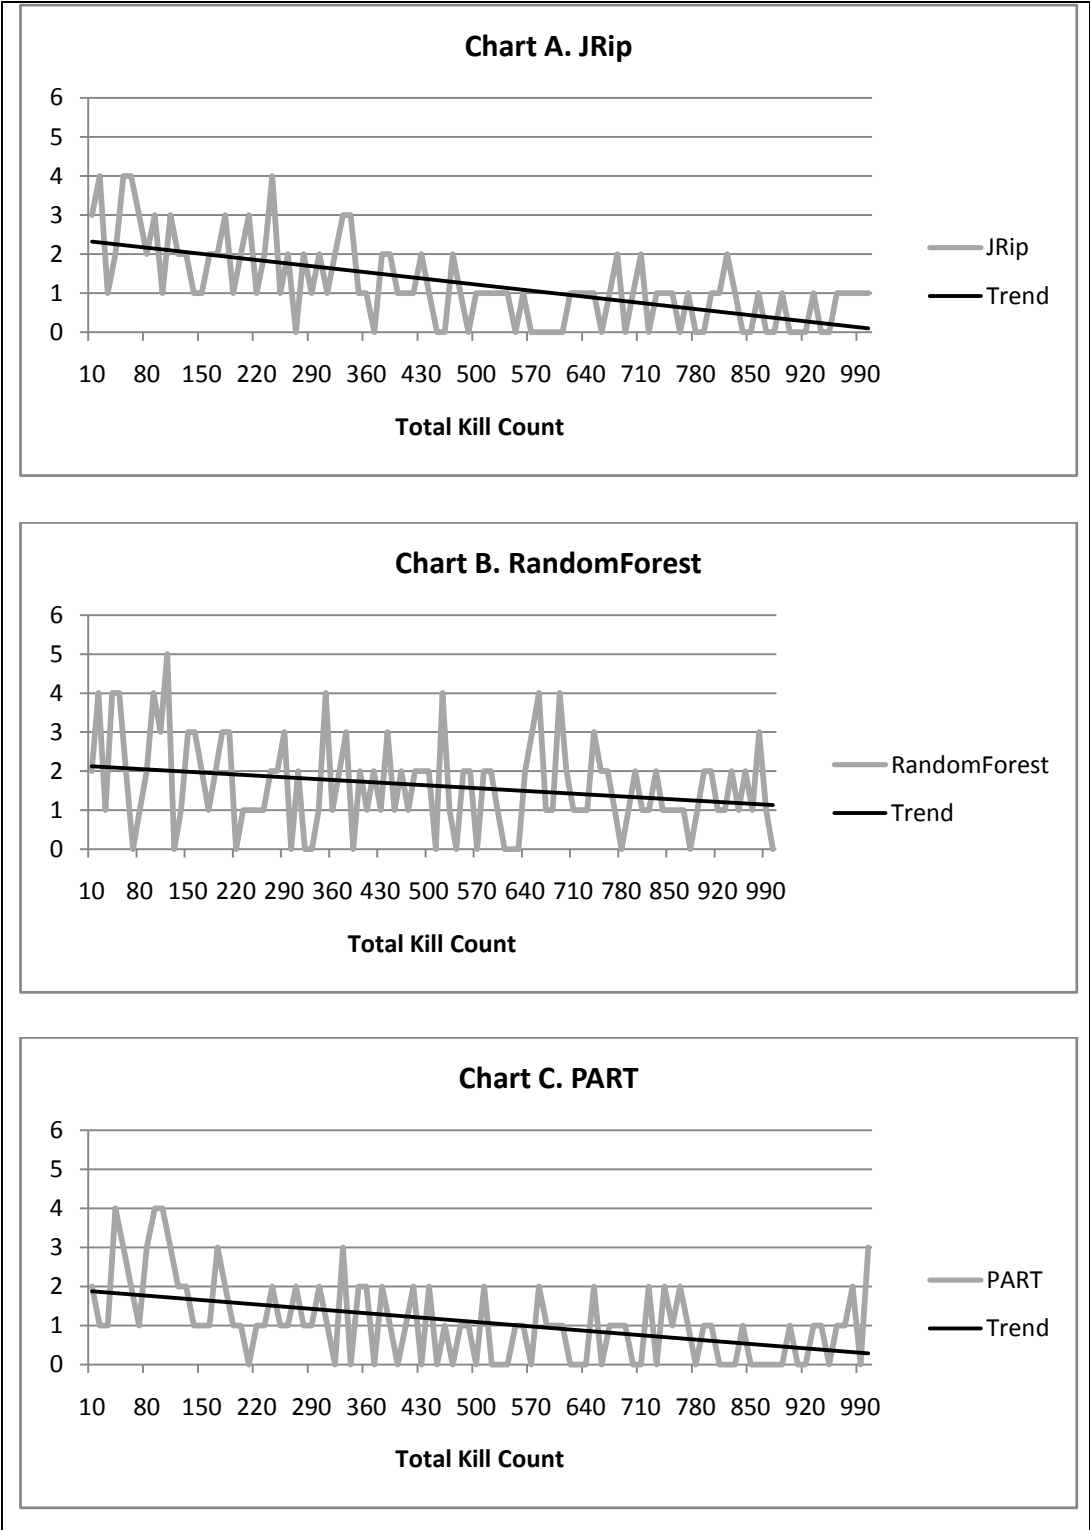 Chart A. JRip
6
5
4
3
2
1
0
JRip
Trend
10 80 150 220 290 360 430 500 570 640 710 780 850 920 990
Total Kill Count
Chart B. RandomForest
6
5
4
3
2
1
0
RandomForest
Trend
10 80 150 220 290 360 430 500 570 640 710 780 850 920 990
Total Kill Count
Chart C. PART
6
5
4
3
2
1
0
PART
Trend
10 80 150 220 290 360 430 500 570 640 710 780 850 920 990
Total Kill Count